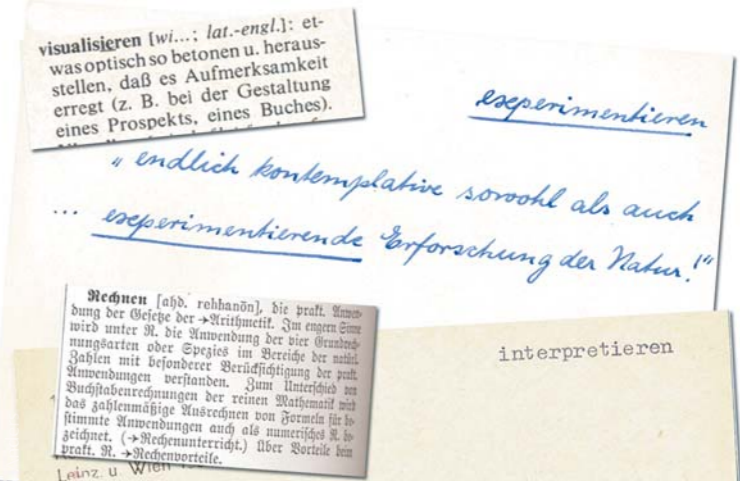 visualisieren [wi...; lat.-engl.]: et-
was optisch so betonen u. heraus-
stellen, daß es Aufmerksamkeit
erregt (z. B. bei der Gestaltung
eines Prospekts, eines Buches).
experimentieren
„ endlich kontemplative sowohl als auch
... experimentierende Erforschung der Natur!"
Rechnen [ahd. rehhanōn], die prakt. Anwen-
dung der Gesetze der →Arithmetik. Im engern Sinne
wird unter R. die Anwendung der vier Grundrech-
nungsarten oder Spezies im Bereiche der natürl.
Zahlen mit besonderer Berücksichtigung der prakt.
Anwendungen verstanden. Zum Unterschied von
Buchstabenrechnungen der reinen Mathematik wird
das zahlenmäßige Ausrechnen von Formeln für be-
stimmte Anwendungen auch als numerisches R. be-
zeichnet. (→Rechenunterricht.) Über Vorteile beim
prakt. R. →Rechenvorteile.
interpretieren
Leinz. u. Wien